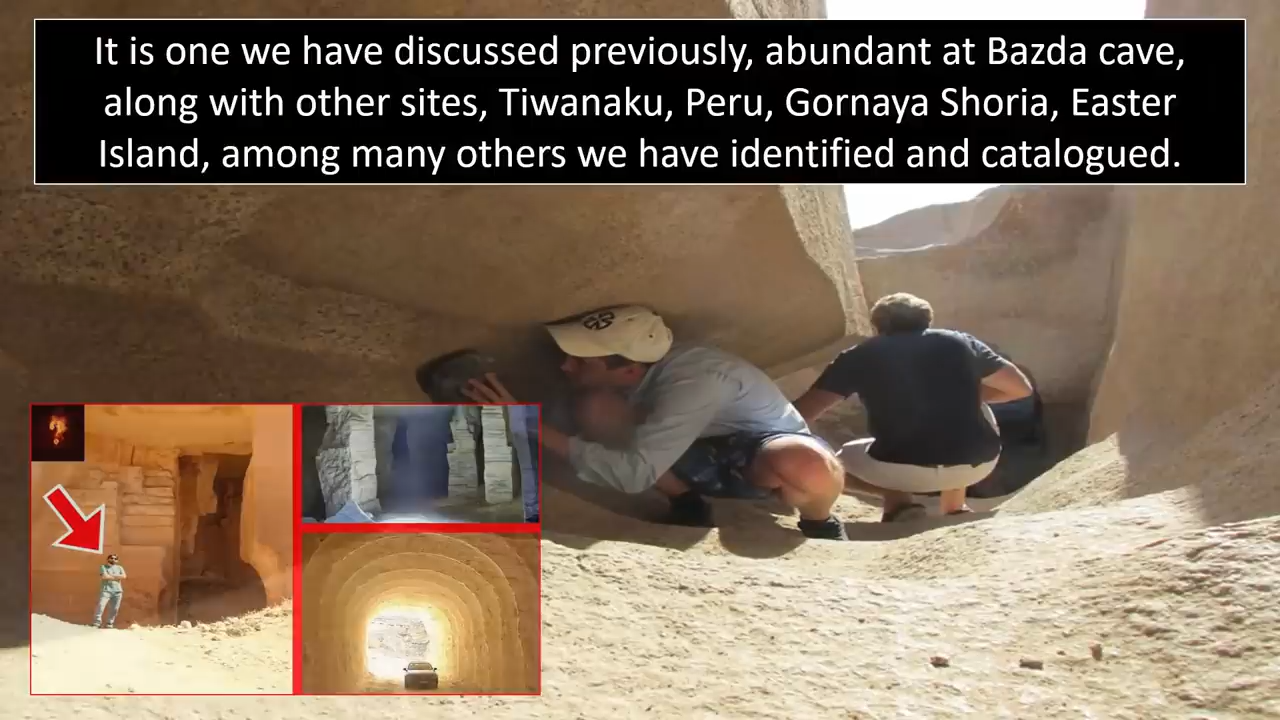 It is one we have discussed previously, abundant at Bazda cave,
along with other sites, Tiwanaku, Peru, Gornaya Shoria, Easter
Island, among many others we have identified and catalogued.